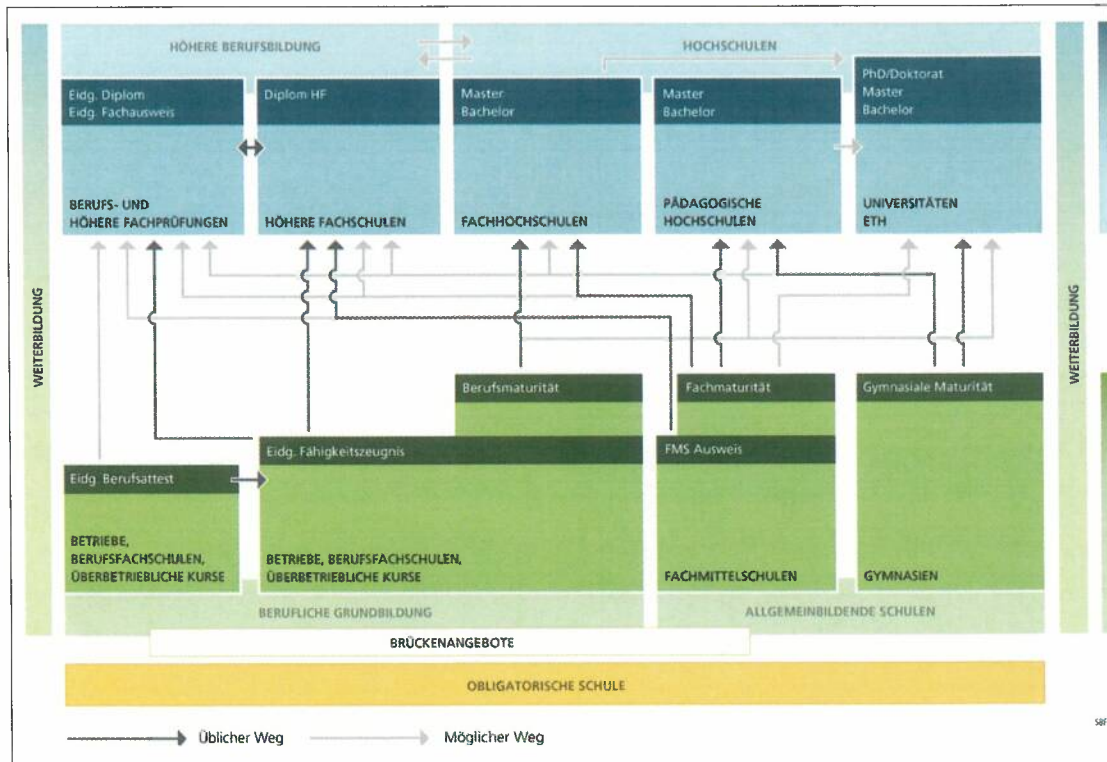 HÖHERE BERUFSBILDUNG
HOCHSCHULEN
Eidg. Diplom
Eidg. Fachausweis
Diplom HF
Master
Bachelor
Master
Bachelor
PhD/Doktorat
Master
Bachelor
BERUFS- UND
HÖHERE FACHPRÜFUNGEN
HÖHERE FACHSCHULEN
FACHHOCHSCHULEN
PÄDAGOGISCHE
HOCHSCHULEN
UNIVERSITÄTEN
ETH
WEITERBILDUNG
WEITERBILDUNG
Berufsmaturität
Fachmaturität
Gymnasiale Maturität
Eidg. Fähigkeitszeugnis
FMS Ausweis
Eidg. Berufsattest
BETRIEBE,
BERUFSFACHSCHULEN,
ÜBERBETRIEBLICHE KURSE
BETRIEBE, BERUFSFACHSCHULEN,
ÜBERBETRIEBLICHE KURSE
FACHMITTELSCHULEN
GYMNASIEN
BERUFLICHE GRUNDBILDUNG
ALLGEMEINBILDENDE SCHULEN
BRÜCKENANGEBOTE
OBLIGATORISCHE SCHULE
Üblicher Weg
Möglicher Weg